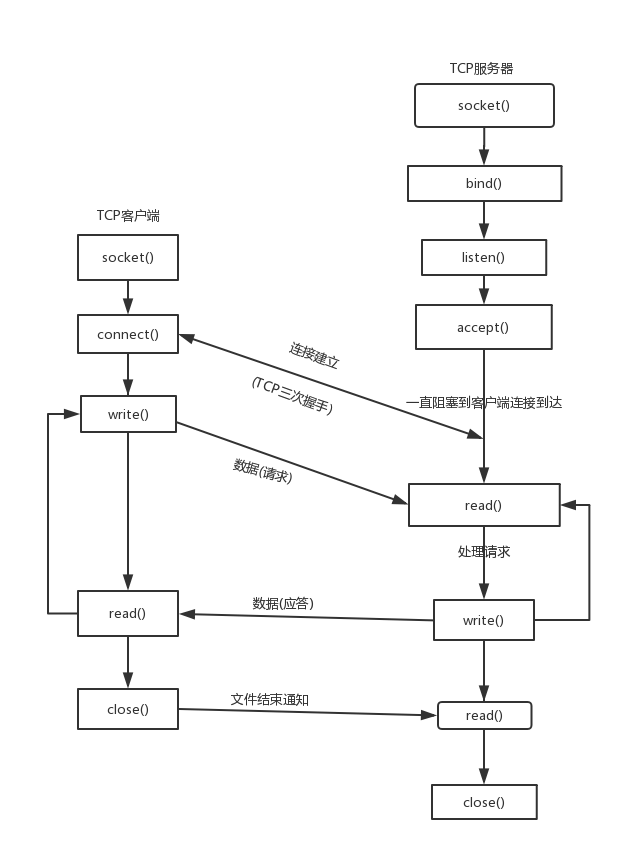 TCP服务器
socket()
bind()
TCP客户端
socket()
listen()
connect()
accept()
连接建立
(TCP三次握手)
一直阻塞到客户端连接到达
write()
数据(请求)
read()
处理请求
read()
数据(应答)
write()
close()
文件结束通知
read()
close()